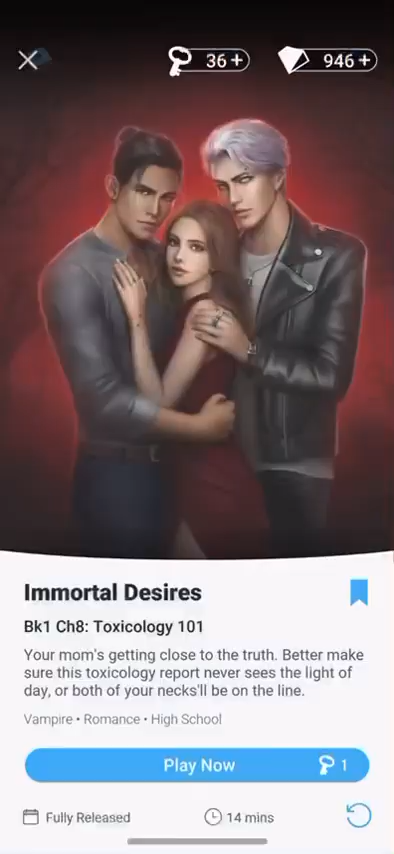 36 +
946 +
Immortal Desires
Bk1 Ch8: Toxicology 101
Your mom's getting close to the truth. Better make
sure this toxicology report never sees the light of
day, or both of your necks'll be on the line.
Vampire • Romance • High School
Play Now 1
Fully Released 14 mins